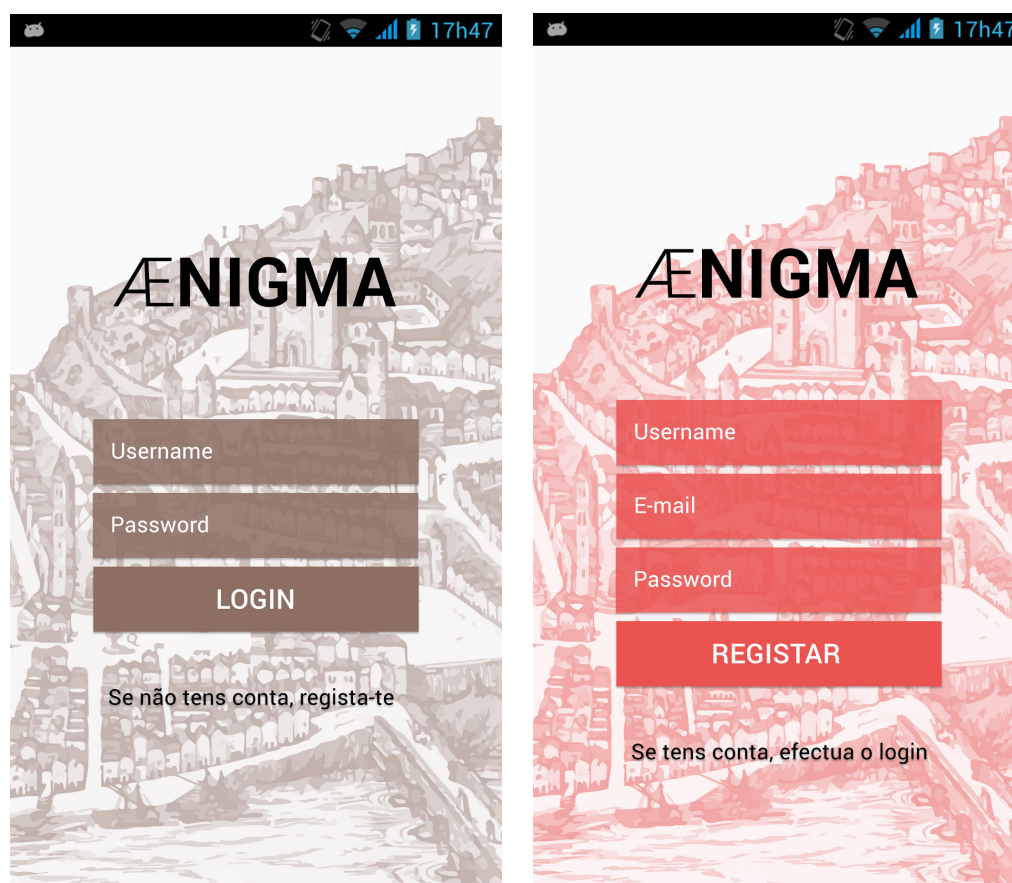 17h47
ÆNIGMA
Username
Password
LOGIN
Se não tens conta, regista-te
17h47
ÆNIGMA
Username
E-mail
Password
REGISTAR
Se tens conta, efectua o login